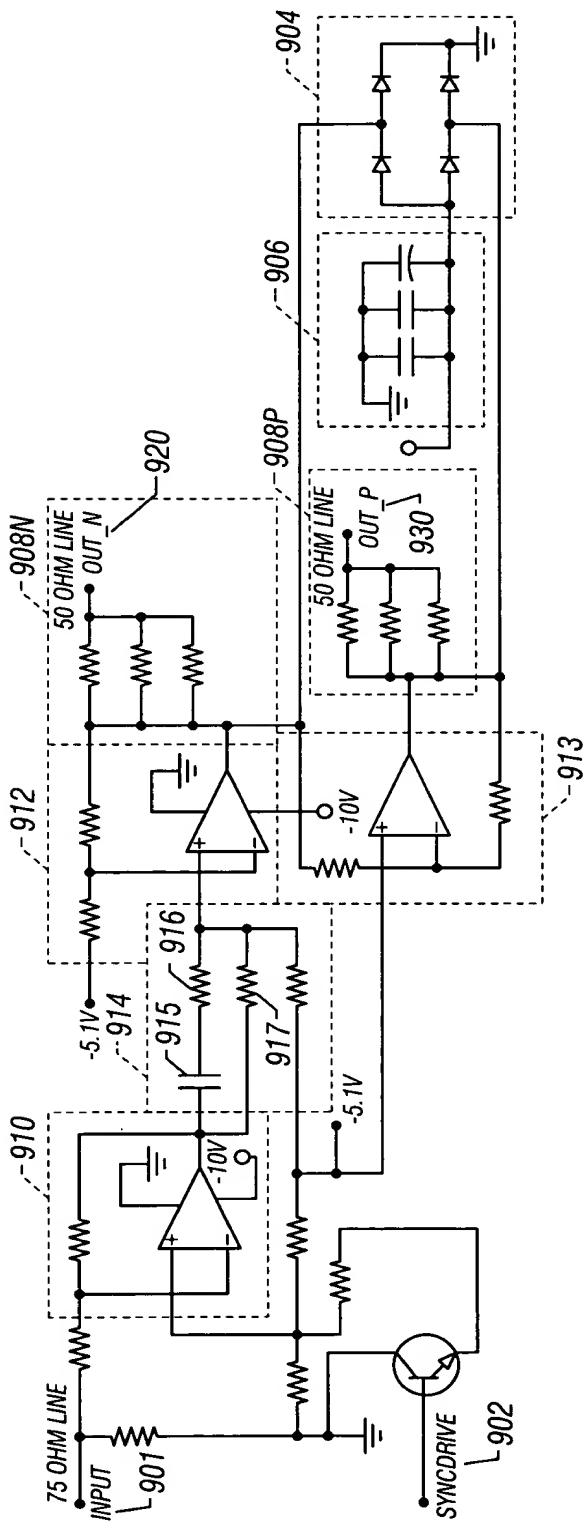 904
906
908P
920
908N
50 OHM LINE
OUT_N
50 OHM LINE
OUT_P
930
912
+
-
-10V
913
+
-
-5.1V
914
915
916
917
910
-10V
+
-
-5.1V
75 OHM LINE
INPUT
901
SYNCDRIVE
902